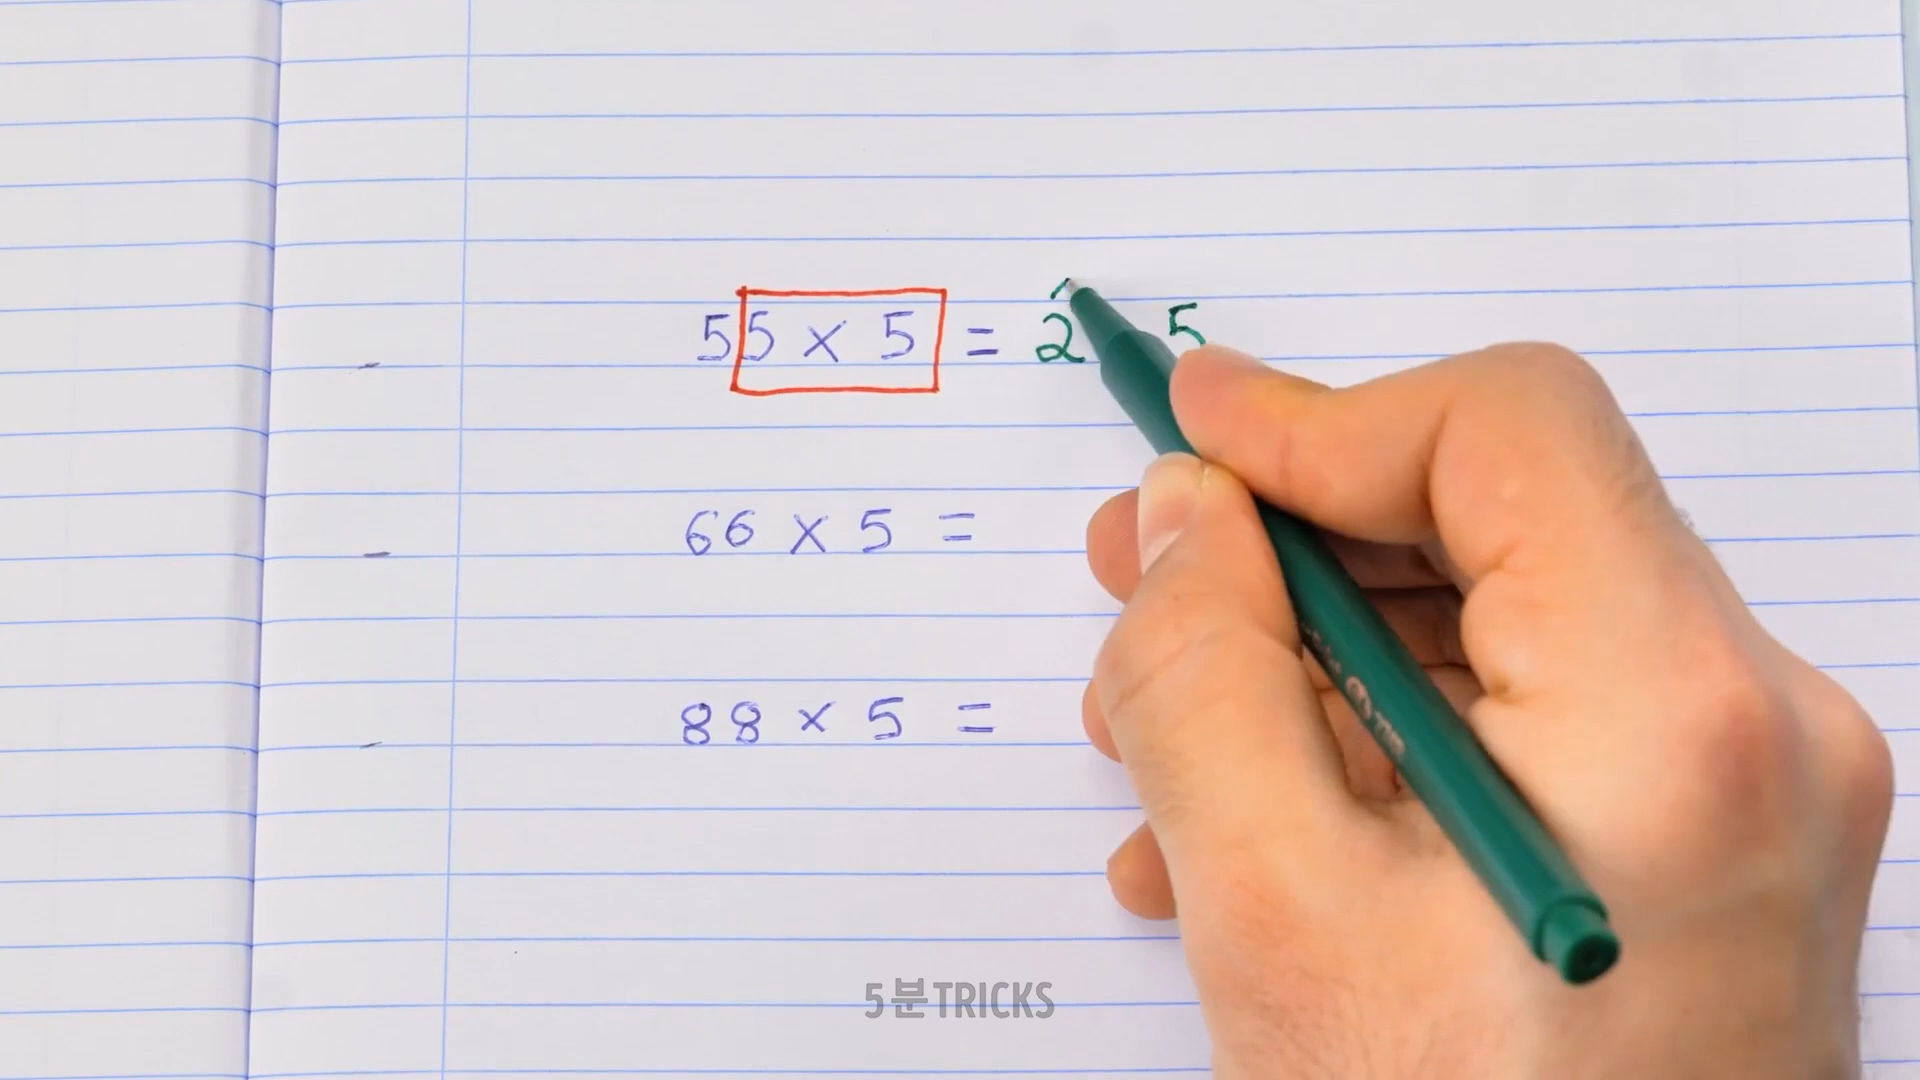 55 x 5 = 2 5
66 x 5 =
88 x 5 =
5분TRICKS